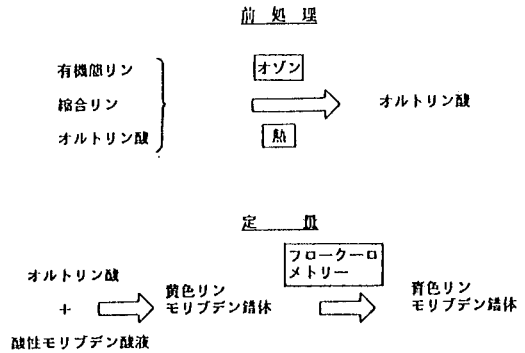 前処理
有機態リン
縮合リン
オルトリン酸
オゾン
熱
オルトリン酸
定量
オルトリン酸
+
酸性モリブデン酸液
黄色リン
モリブデン錯体
フロークーロ
メトリー
青色リン
モリブデン錯体